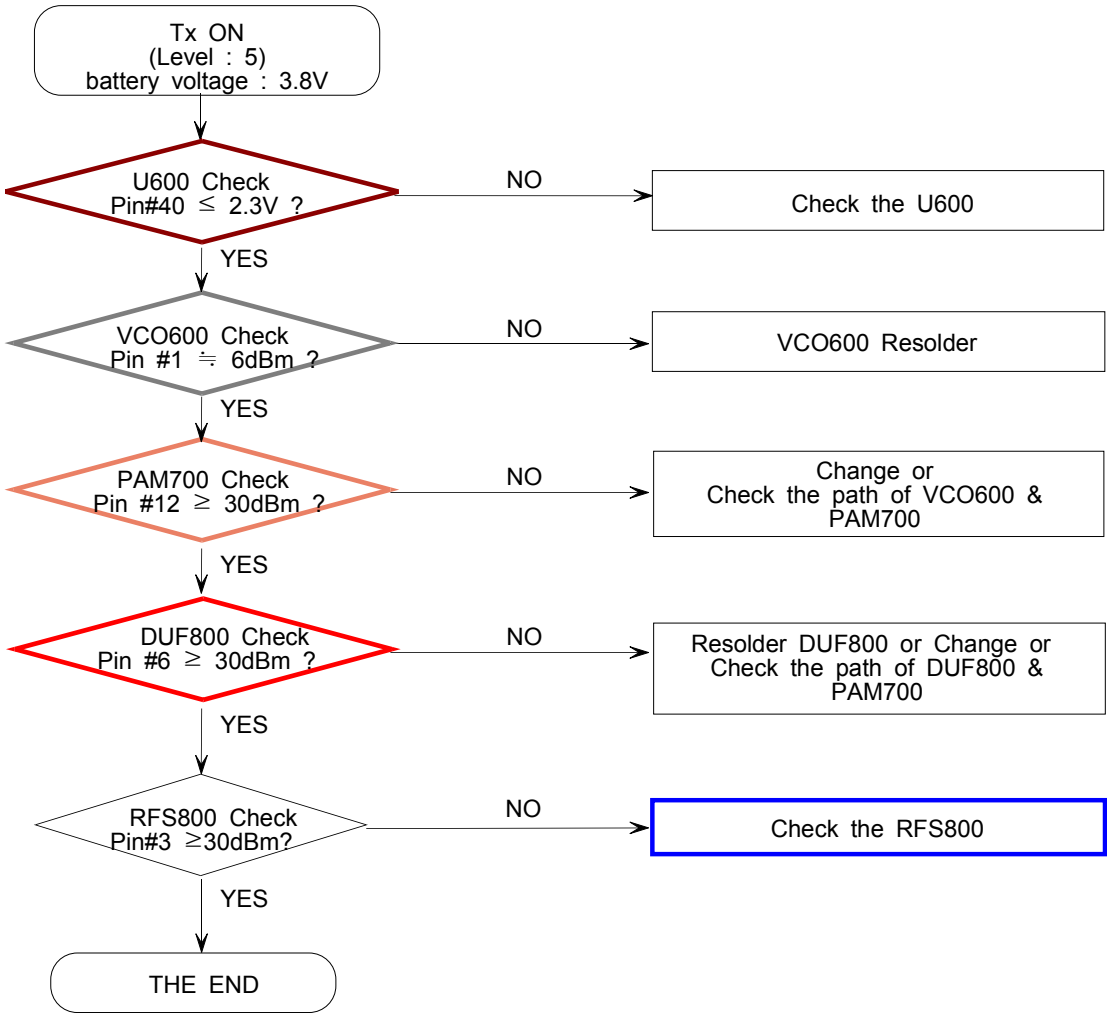 Tx ON
(Level : 5)
battery voltage : 3.8V
U600 Check
Pin#40 ≤ 2.3V ?
NO
Check the U600
YES
VCO600 Check
Pin #1 ≒ 6dBm ?
NO
VCO600 Resolder
YES
PAM700 Check
Pin #12 ≥ 30dBm ?
NO
Change or
Check the path of VCO600 &
PAM700
YES
DUF800 Check
Pin #6 ≥ 30dBm ?
NO
Resolder DUF800 or Change or
Check the path of DUF800 &
PAM700
YES
RFS800 Check
Pin#3 ≥30dBm?
NO
Check the RFS800
YES
THE END